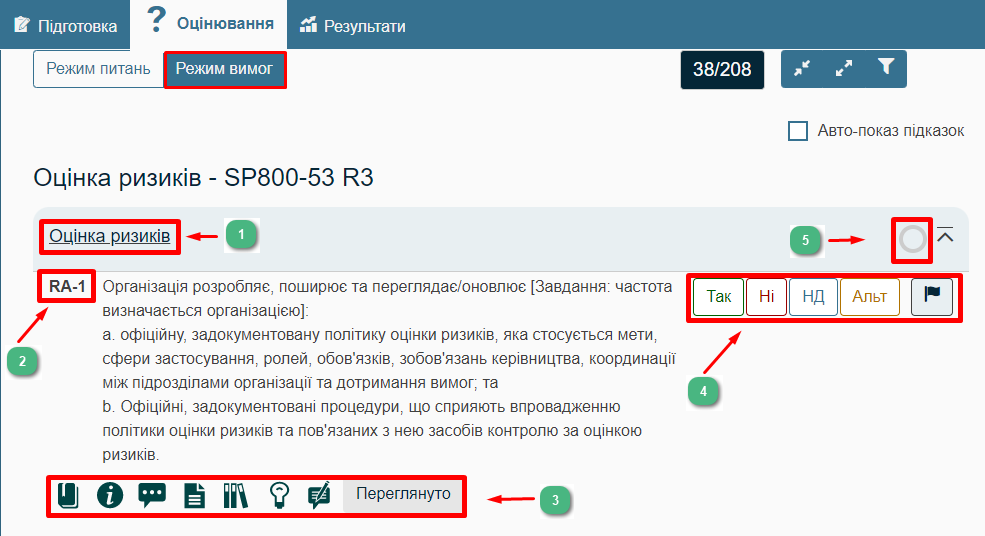 Підготовка
? Оцінювання
Результати
Режим питань
Режим вимог
38/208
Авто-показ підказок
Оцінка ризиків - SP800-53 R3
Оцінка ризиків
1
5
RA-1
Організація розробляє, поширює та переглядає/оновлює [Завдання: частота
визначається організацією]:
а. офіційну, задокументовану політику оцінки ризиків, яка стосується мети,
сфери застосування, ролей, обов'язків, зобов'язань керівництва, координації
між підрозділами організації та дотримання вимог; та
b. Офіційні, задокументовані процедури, що сприяють впровадженню
політики оцінки ризиків та пов'язаних з нею засобів контролю за оцінкою
ризиків.
Так
Ні
НД
Альт
2
4
Переглянуто
3